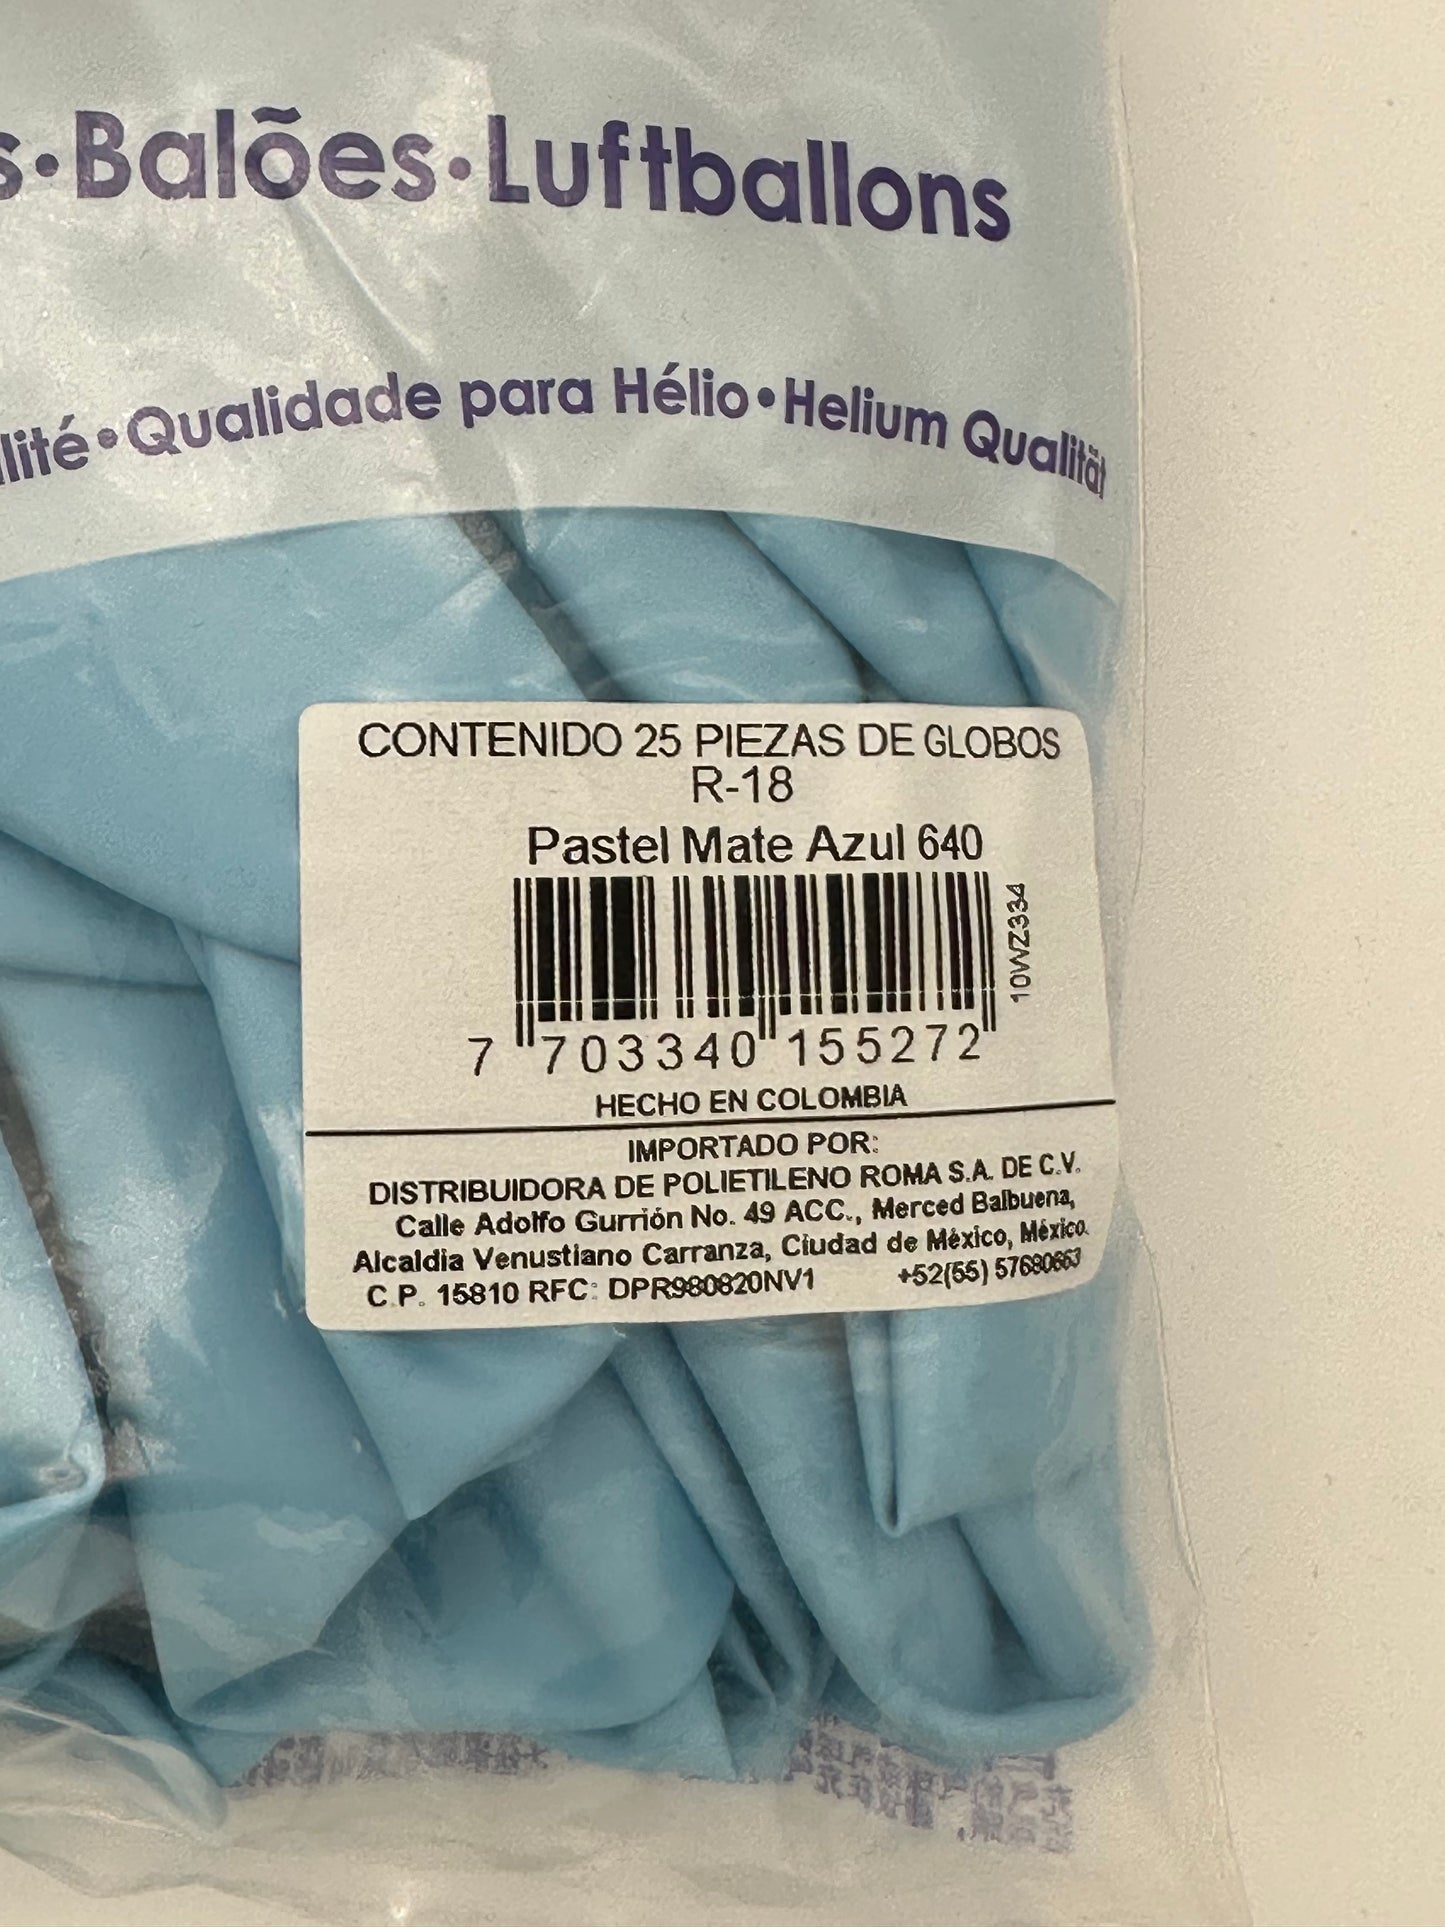 s•Balões•Luftballons
lité•Qualidade para Hélio•Helium Qualität
CONTENIDO 25 PIEZAS DE GLOBOS
R-18
Pastel Mate Azul 640
10WZ334
7 703340 155272
HECHO EN COLOMBIA
IMPORTADO POR:
DISTRIBUIDORA DE POLIETILENO ROMA S.A. DE C.V.
Calle Adolfo Gurrión No. 49 ACC., Merced Balbuena,
Alcaldia Venustiano Carranza, Ciudad de México, México.
C.P. 15810 RFC: DPR980820NV1 +52(55) 57680663